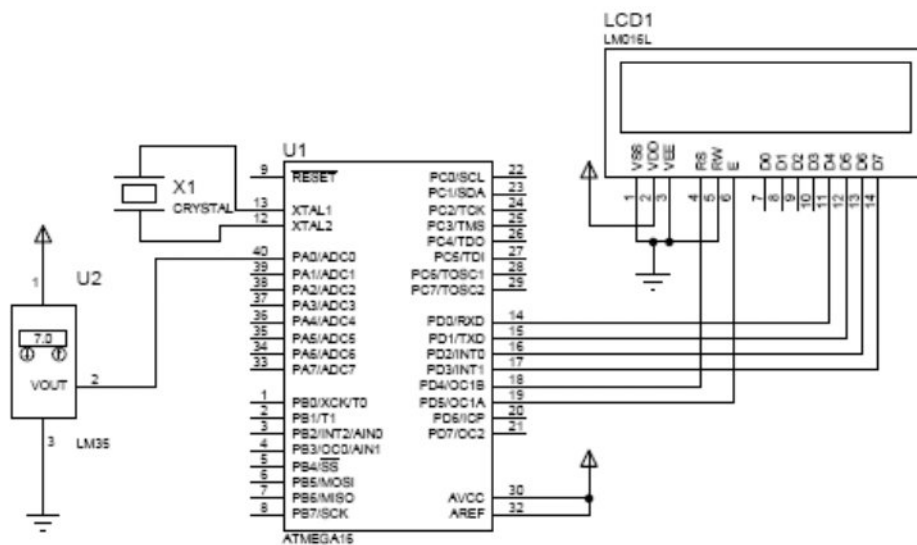 LCD1
LM016L
VSS
VDD
VEE
RS
RW
E
D0
D1
D2
D3
D4
D5
D6
D7
1
2
3
4
5
6
7
8
9
10
11
12
13
14
X1
CRYSTAL
U2
1
7.0
VOUT
2
3
LM35
U1
9 RESET PC0/SCL 22
PC1/SDA 23
13 XTAL1 PC2/TCK 24
12 XTAL2 PC3/TMS 25
PC4/TDO 26
40 PA0/ADC0 PC5/TDI 27
39 PA1/ADC1 PC6/TOSC1 28
38 PA2/ADC2 PC7/TOSC2 29
37 PA3/ADC3
36 PA4/ADC4 PD0/RXD 14
35 PA5/ADC5 PD1/TXD 15
34 PA6/ADC6 PD2/INT0 16
33 PA7/ADC7 PD3/INT1 17
PD4/OC1B 18
1 PB0/XCK/T0 PD5/OC1A 19
2 PB1/T1 PD6/ICP 20
3 PB2/INT2/AIN0 PD7/OC2 21
4 PB3/OC0/AIN1
5 PB4/SS
6 PB5/MOSI
7 PB6/MISO AVCC 30
8 PB7/SCK AREF 32
ATMEGA16